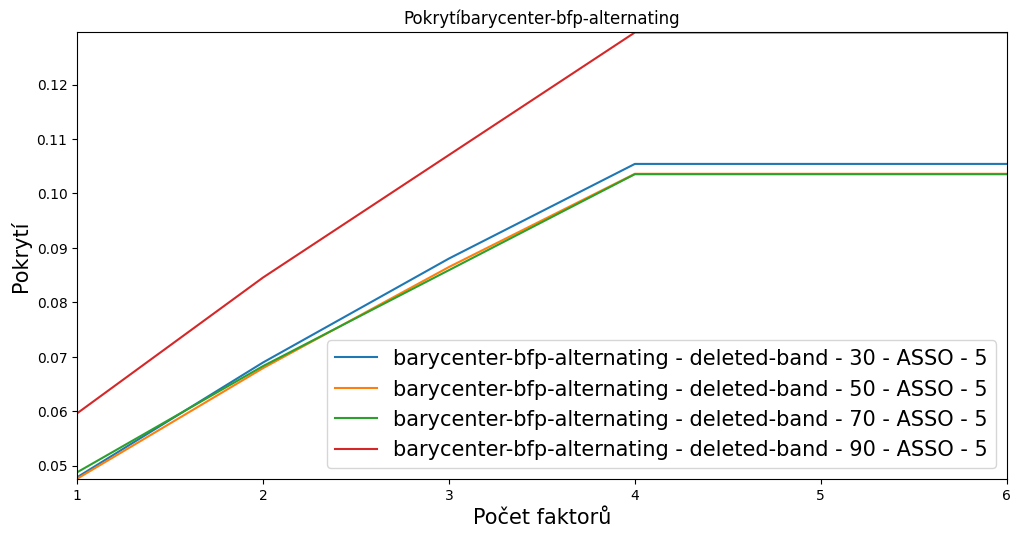 Pokrytíbarycenter-bfp-alternating
0.12
0.11
0.10
0.09
0.08
0.07
0.06
0.05
Pokrytí
barycenter-bfp-alternating - deleted-band - 30 - ASSO - 5
barycenter-bfp-alternating - deleted-band - 50 - ASSO - 5
barycenter-bfp-alternating - deleted-band - 70 - ASSO - 5
barycenter-bfp-alternating - deleted-band - 90 - ASSO - 5
1 2 3 4 5 6
Počet faktorů